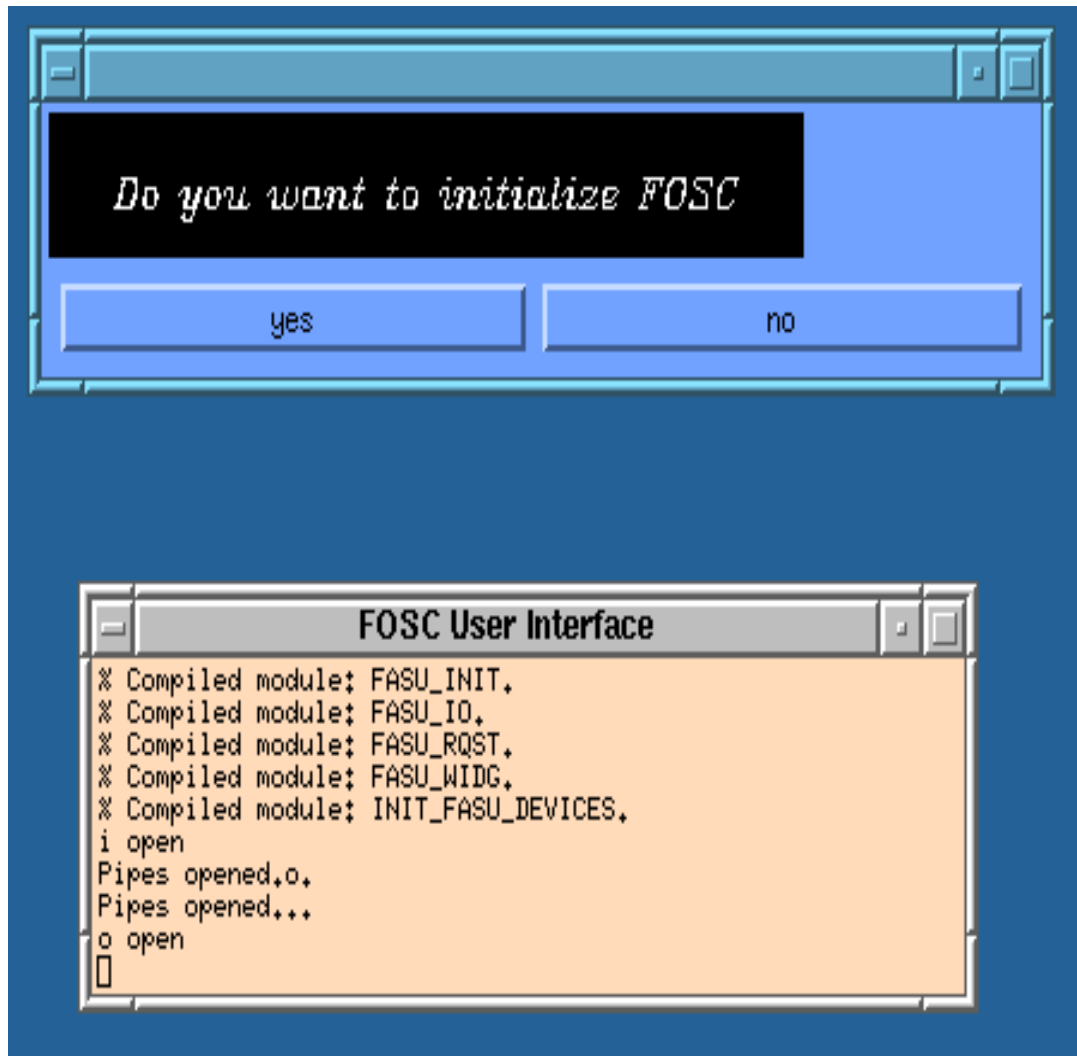 Do you want to initialize FOSC
yes no
FOSC User Interface
% Compiled module: FASU_INIT.
% Compiled module: FASU_IO.
% Compiled module: FASU_RQST.
% Compiled module: FASU_WIDG.
% Compiled module: INIT_FASU_DEVICES.
i open
Pipes opened.o.
Pipes opened...
o open